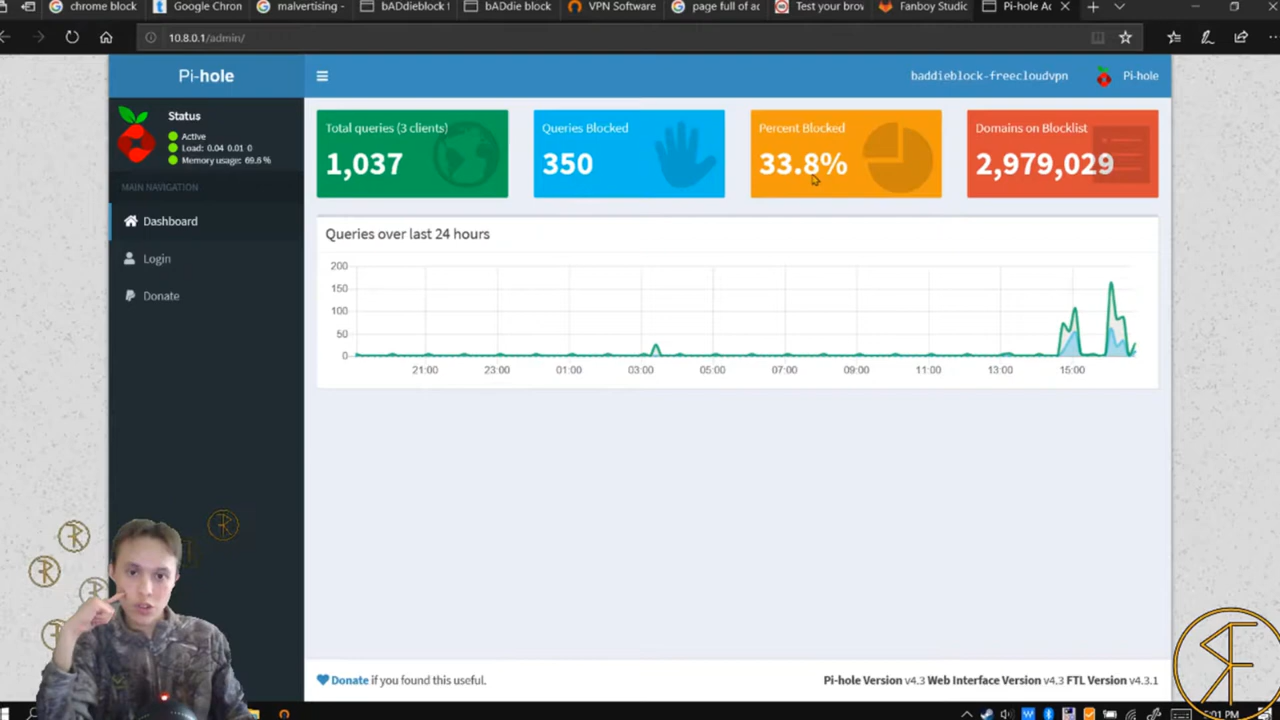 chrome block
Google Chron
malvertising -
bADdieblock t
bADdie block
VPN Software
page full of ac
Test your brow
Fanboy Studic
Pi-hole Ac
10.8.0.1/admin/
Pi-hole
baddieblock-freecloudvpn
Pi-hole
Status
Active
Load: 0.04 0.01 0
Memory usage: 69.6 %
MAIN NAVIGATION
Dashboard
Login
Donate
Total queries (3 clients)
1,037
Queries Blocked
350
Percent Blocked
33.8%
Domains on Blocklist
2,979,029
Queries over last 24 hours
200
150
100
50
0
21:00
23:00
01:00
03:00
05:00
07:00
09:00
11:00
13:00
15:00
Donate if you found this useful.
Pi-hole Version v4.3 Web Interface Version v4.3 FTL Version v4.3.1
:01 PM